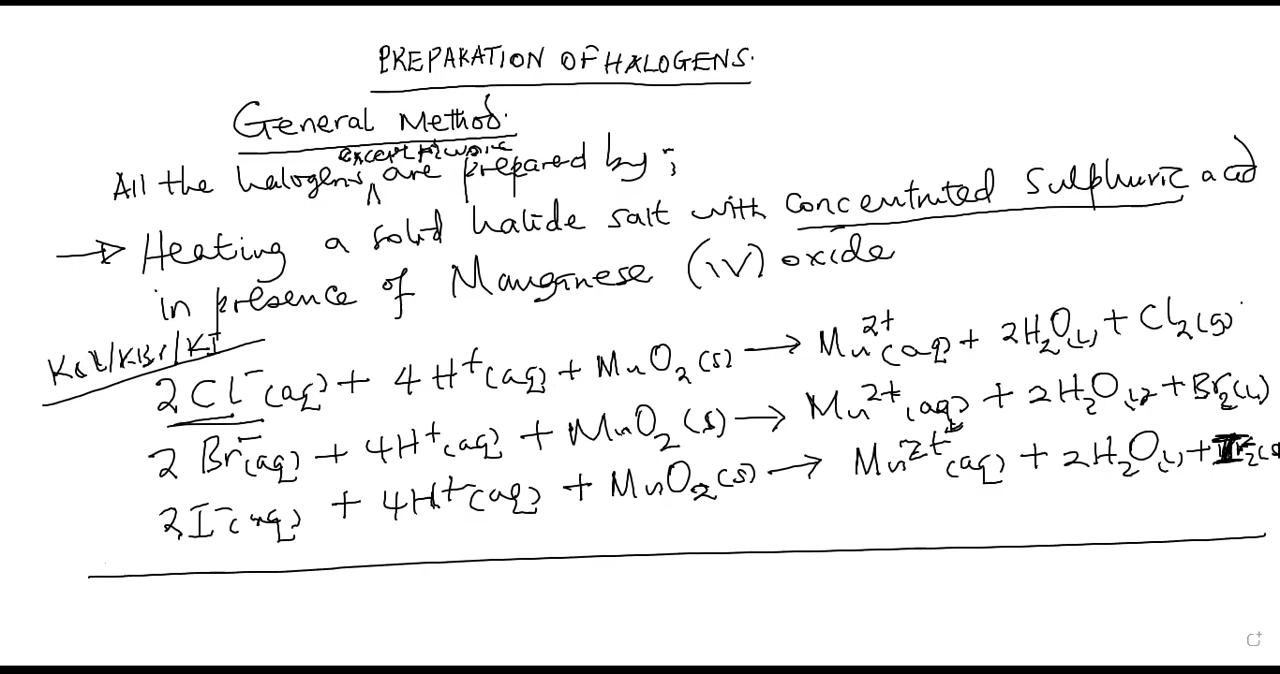 PREPARATION OF HALOGENS.
General Method.
All the halogens except fluorine are prepared by;
→ Heating a solid halide salt with concentrated Sulphuric acid
in presence of Manganese (iv) oxide
KCl/KBr/KI
2Cl⁻(aq) + 4H⁺(aq) + MnO₂(s) → Mn²⁺(aq) + 2H₂O(l) + Cl₂(g)
2Br⁻(aq) + 4H⁺(aq) + MnO₂(s) → Mn²⁺(aq) + 2H₂O(l) + Br₂(l)
2I⁻(aq) + 4H⁺(aq) + MnO₂(s) → Mn²⁺(aq) + 2H₂O(l) + I₂(s)